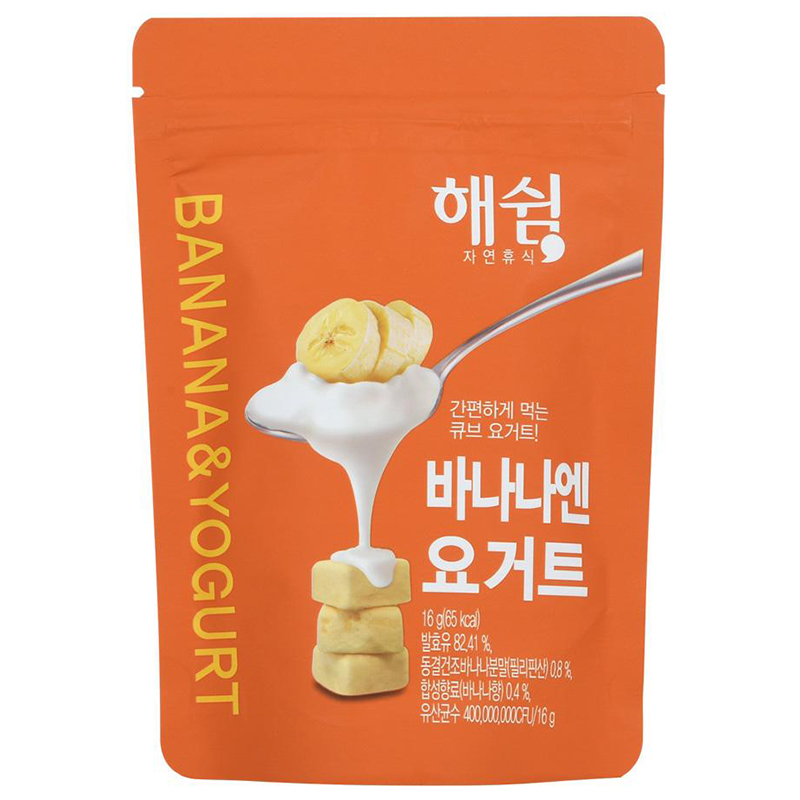 해쉼,
자연휴식
BANANA&YOGURT
간편하게 먹는
큐브 요거트!
바나나엔
요거트
16 g(65 kcal)
발효유 82.41 %,
동결건조바나나분말(필리핀산) 0.8 %,
합성향료(바나나향) 0.4 %,
유산균수 400,000,000CFU/16 g